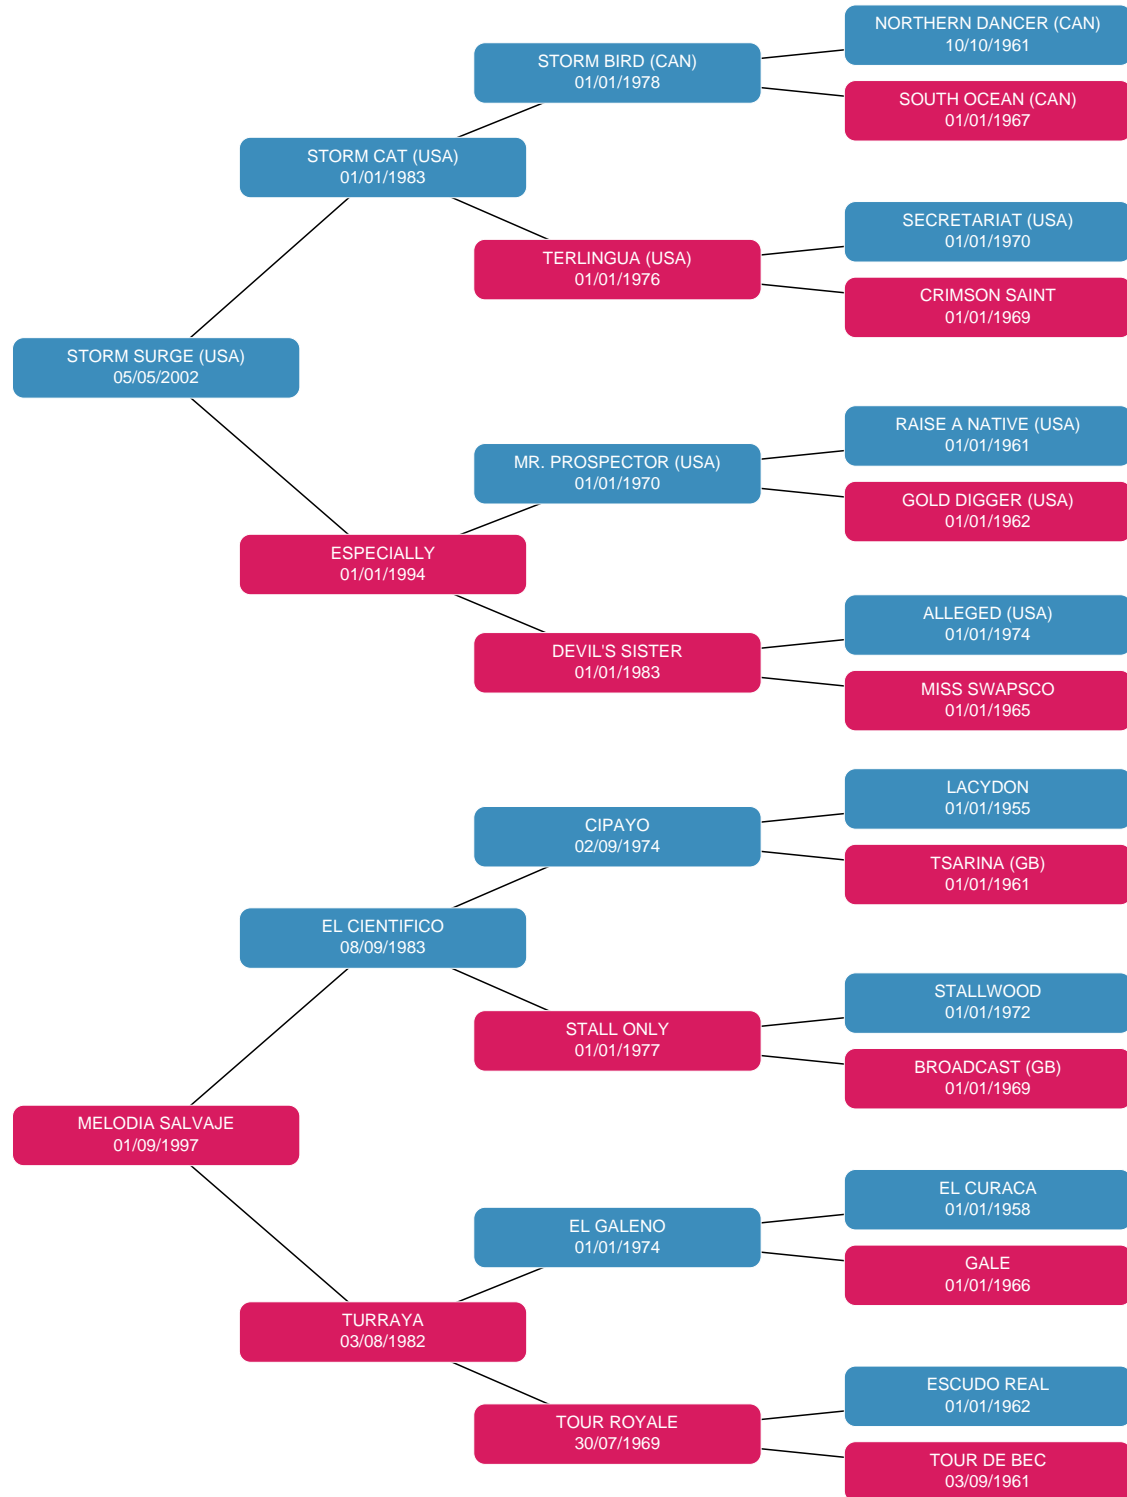 NORTHERN DANCER (CAN)
10/10/1961
STORM BIRD (CAN)
01/01/1978
SOUTH OCEAN (CAN)
01/01/1967
STORM CAT (USA)
01/01/1983
SECRETARIAT (USA)
01/01/1970
TERLINGUA (USA)
01/01/1976
CRIMSON SAINT
01/01/1969
STORM SURGE (USA)
05/05/2002
RAISE A NATIVE (USA)
01/01/1961
MR. PROSPECTOR (USA)
01/01/1970
GOLD DIGGER (USA)
01/01/1962
ESPECIALLY
01/01/1994
ALLEGED (USA)
01/01/1974
DEVIL'S SISTER
01/01/1983
MISS SWAPSCO
01/01/1965
LACYDON
01/01/1955
CIPAYO
02/09/1974
TSARINA (GB)
01/01/1961
EL CIENTIFICO
08/09/1983
STALLWOOD
01/01/1972
STALL ONLY
01/01/1977
BROADCAST (GB)
01/01/1969
MELODIA SALVAJE
01/09/1997
EL CURACA
01/01/1958
EL GALENO
01/01/1974
GALE
01/01/1966
TURRAYA
03/08/1982
ESCUDO REAL
01/01/1962
TOUR ROYALE
30/07/1969
TOUR DE BEC
03/09/1961